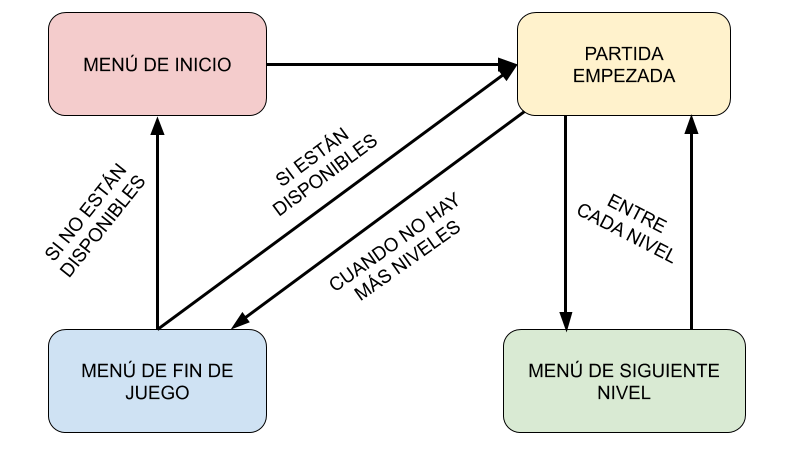 MENÚ DE INICIO
PARTIDA
EMPEZADA
SI ESTÁN
DISPONIBLES
SI NO ESTÁN
DISPONIBLES
CUANDO NO HAY
MÁS NIVELES
ENTRE
CADA NIVEL
MENÚ DE FIN DE
JUEGO
MENÚ DE SIGUIENTE
NIVEL